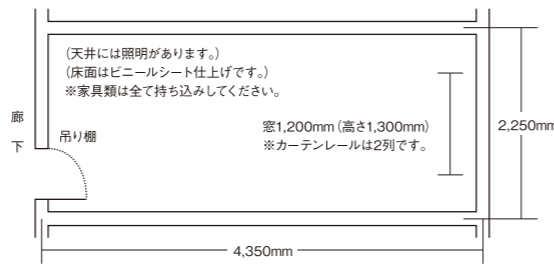 （天井には照明があります。）
（床面はビニールシート仕上げです。）
※家具類は全て持ち込みしてください。
廊下
吊り棚
窓1,200mm（高さ1,300mm）
※カーテンレールは2列です。
2,250mm
4,350mm